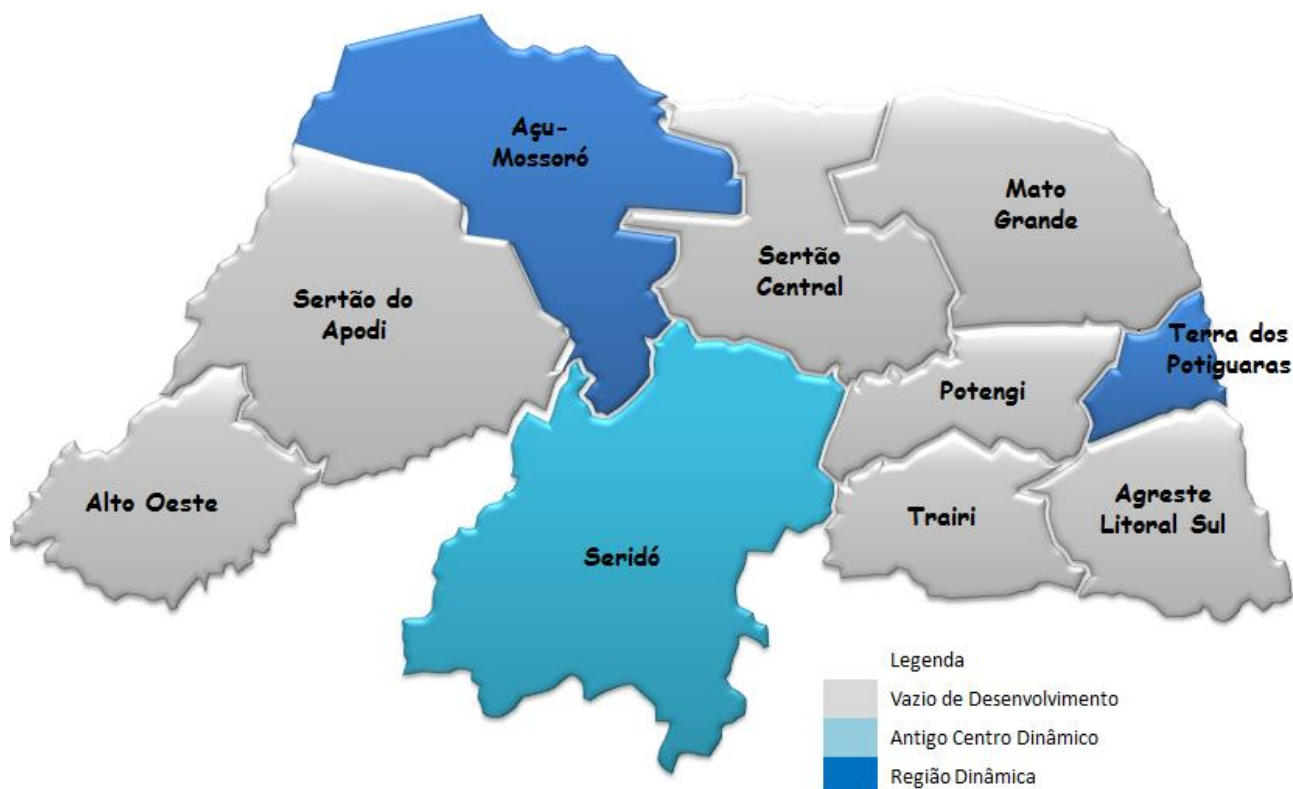 Açu-
Mossoró
Mato
Grande
Sertão
Central
Sertão do
Apodi
Terra dos
Potiguaras
Potengi
Alto Oeste
Trairi
Agreste
Litoral Sul
Seridó
Legenda
Vazio de Desenvolvimento
Antigo Centro Dinâmico
Região Dinâmica